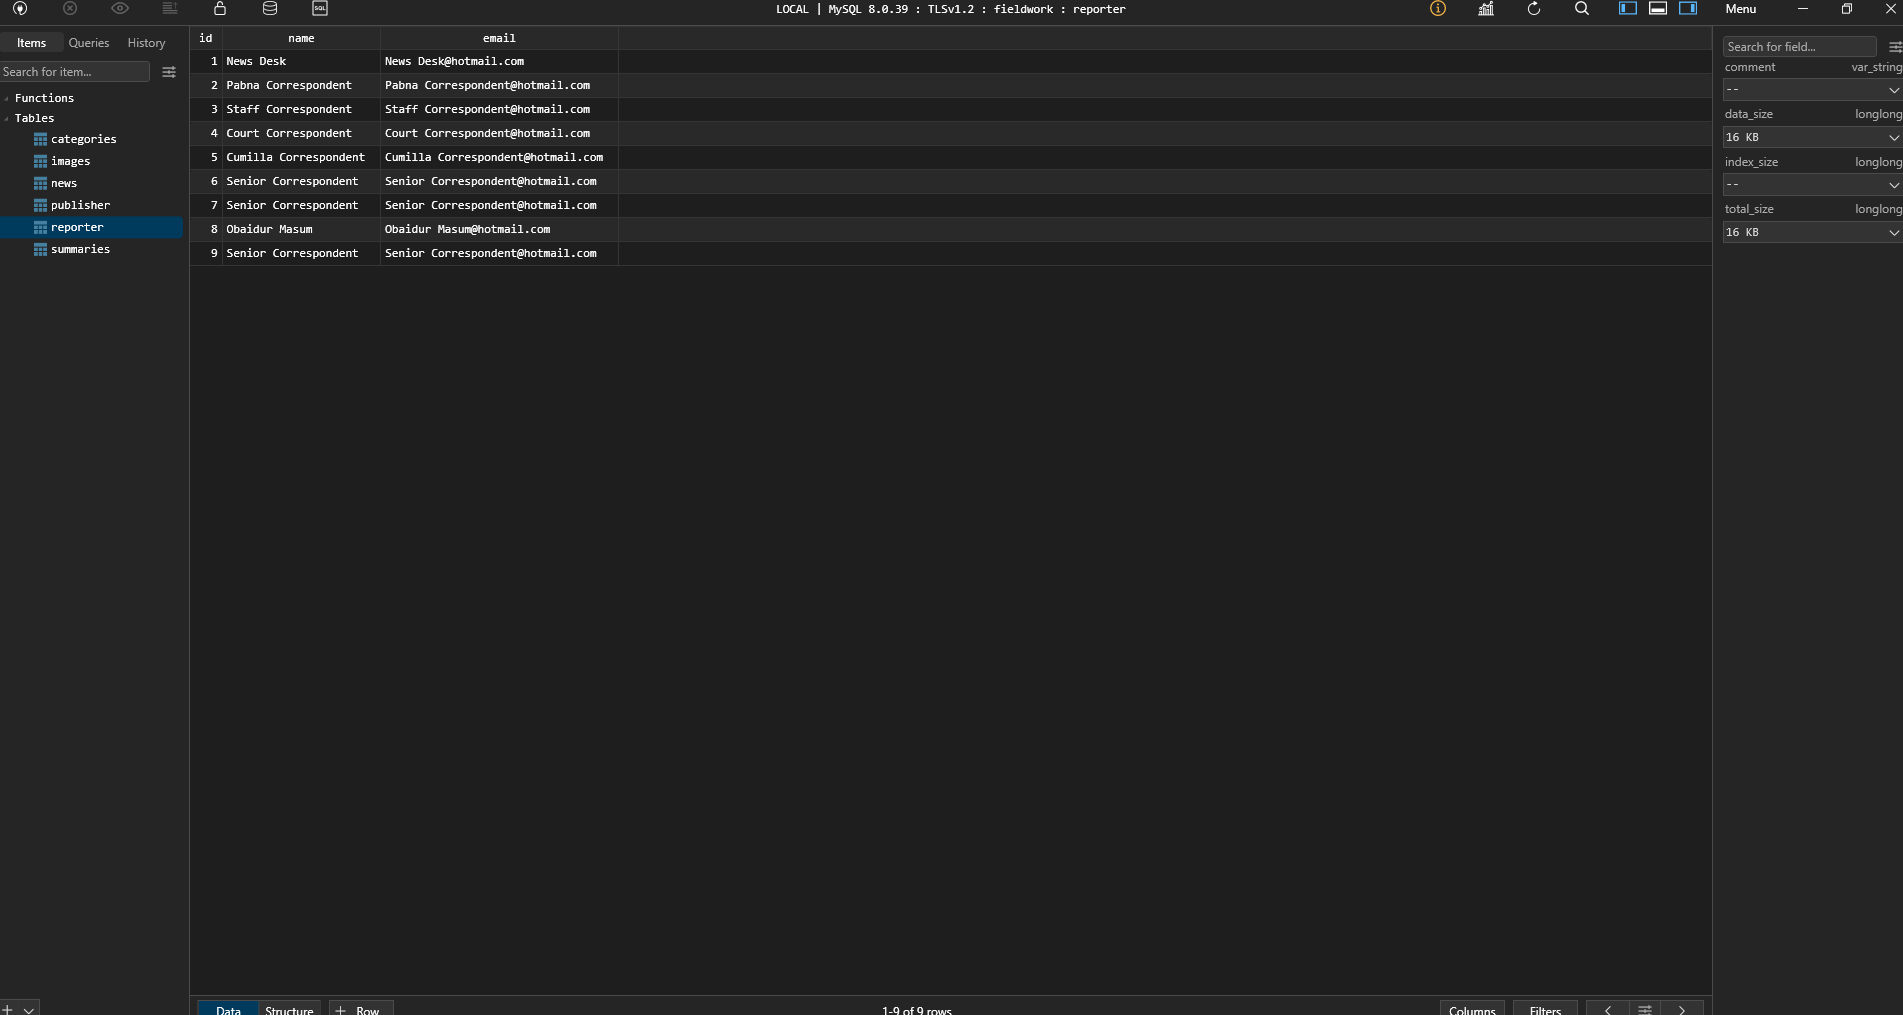 SQL
LOCAL | MySQL 8.0.39 : TLSv1.2 : fieldwork : reporter
Menu
Items Queries History
Search for item...
Functions
Tables
categories
images
news
publisher
reporter
summaries
id name email
1 News Desk News Desk@hotmail.com
2 Pabna Correspondent Pabna Correspondent@hotmail.com
3 Staff Correspondent Staff Correspondent@hotmail.com
4 Court Correspondent Court Correspondent@hotmail.com
5 Cumilla Correspondent Cumilla Correspondent@hotmail.com
6 Senior Correspondent Senior Correspondent@hotmail.com
7 Senior Correspondent Senior Correspondent@hotmail.com
8 Obaidur Masum Obaidur Masum@hotmail.com
9 Senior Correspondent Senior Correspondent@hotmail.com
Search for field...
comment var_string
--
data_size longlong
16 KB
index_size longlong
--
total_size longlong
16 KB
Data Structure + Row
1-9 of 9 rows
Columns Filters